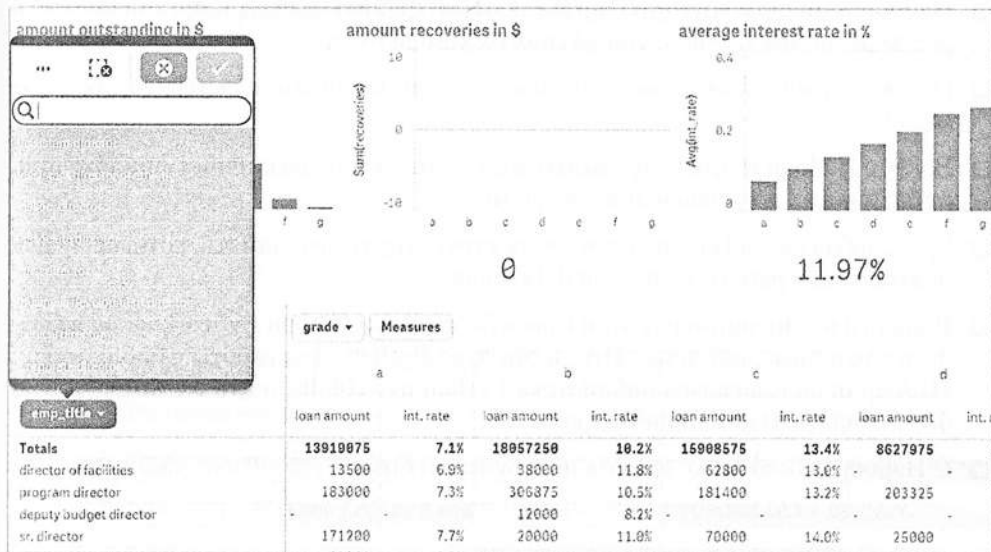 amount outstanding in $
amount recoveries in $
average interest rate in %
...
10
0
-10
Sum(recoveries)
0.4
0.2
0
Avg(int_rate)
f g
a b c d e f g
a b c d e f g
0
11.97%
grade Measures
a b c d
emp_title loan amount int. rate loan amount int. rate loan amount int. rate loan amount int. r
Totals 13910075 7.1% 18057250 10.2% 15998575 13.4% 8627975
director of facilities 13500 6.9% 38000 11.8% 62800 13.0% - -
program director 183000 7.3% 306875 10.5% 181400 13.2% 203325
deputy budget director - - 12000 8.2% - - - -
sr. director 171200 7.7% 20000 11.0% 70000 14.0% 25000